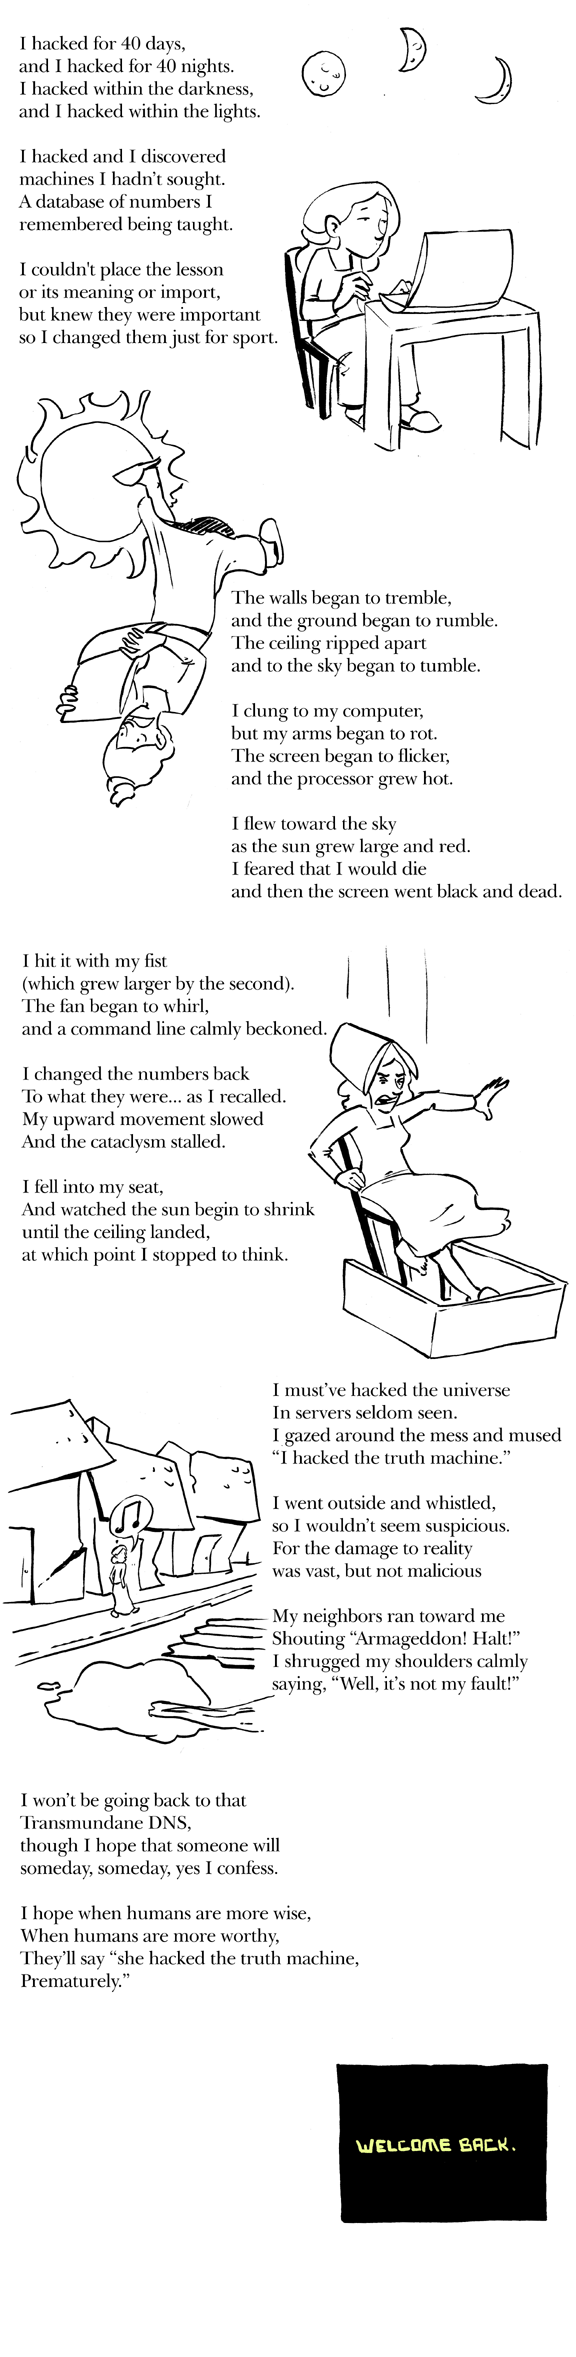 I hacked for 40 days,
and I hacked for 40 nights.
I hacked within the darkness,
and I hacked within the lights.
I hacked and I discovered
machines I hadn't sought.
A database of numbers I
remembered being taught.
I couldn't place the lesson
or its meaning or import,
but knew they were important
so I changed them just for sport.
The walls began to tremble,
and the ground began to rumble.
The ceiling ripped apart
and to the sky began to tumble.
I clung to my computer,
but my arms began to rot.
The screen began to flicker,
and the processor grew hot.
I flew toward the sky
as the sun grew large and red.
I feared that I would die
and then the screen went black and dead.
I hit it with my fist
(which grew larger by the second).
The fan began to whirl,
and a command line calmly beckoned.
I changed the numbers back
To what they were... as I recalled.
My upward movement slowed
And the cataclysm stalled.
I fell into my seat,
And watched the sun begin to shrink
until the ceiling landed,
at which point I stopped to think.
I must've hacked the universe
In servers seldom seen.
I gazed around the mess and mused
“I hacked the truth machine.”
I went outside and whistled,
so I wouldn't seem suspicious.
For the damage to reality
was vast, but not malicious
My neighbors ran toward me
Shouting “Armageddon! Halt!”
I shrugged my shoulders calmly
saying, “Well, it's not my fault!”
I won't be going back to that
Transmundane DNS,
though I hope that someone will
someday, someday, yes I confess.
I hope when humans are more wise,
When humans are more worthy,
They'll say “she hacked the truth machine,
Prematurely.”
WELCOME BACK.